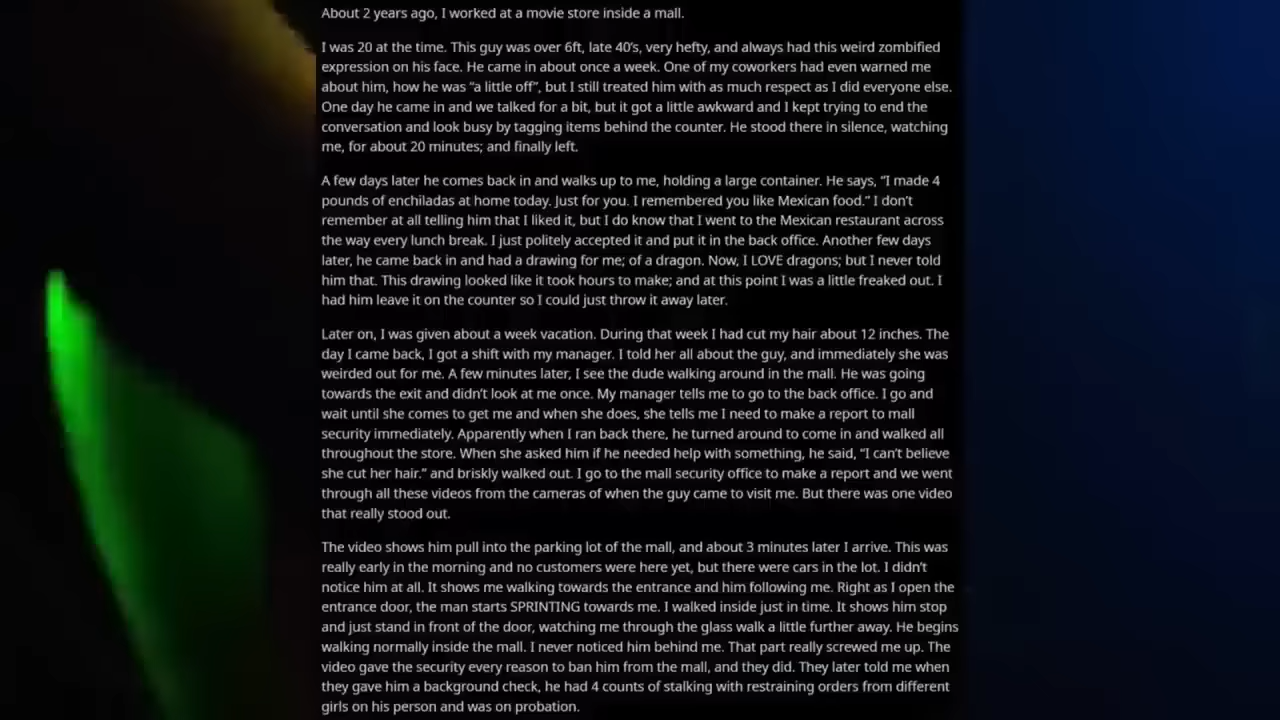 About 2 years ago, I worked at a movie store inside a mall.
I was 20 at the time. This guy was over 6ft, late 40's, very hefty, and always had this weird zombified
expression on his face. He came in about once a week. One of my coworkers had even warned me
about him, how he was “a little off”, but I still treated him with as much respect as I did everyone else.
One day he came in and we talked for a bit, but it got a little awkward and I kept trying to end the
conversation and look busy by tagging items behind the counter. He stood there in silence, watching
me, for about 20 minutes; and finally left.
A few days later he comes back in and walks up to me, holding a large container. He says, “I made 4
pounds of enchiladas at home today. Just for you. I remembered you like Mexican food.” I don't
remember at all telling him that I liked it, but I do know that I went to the Mexican restaurant across
the way every lunch break. I just politely accepted it and put it in the back office. Another few days
later, he came back in and had a drawing for me; of a dragon. Now, I LOVE dragons; but I never told
him that. This drawing looked like it took hours to make; and at this point I was a little freaked out. I
had him leave it on the counter so I could just throw it away later.
Later on, I was given about a week vacation. During that week I had cut my hair about 12 inches. The
day I came back, I got a shift with my manager. I told her all about the guy, and immediately she was
weirded out for me. A few minutes later, I see the dude walking around in the mall. He was going
towards the exit and didn't look at me once. My manager tells me to go to the back office. I go and
wait until she comes to get me and when she does, she tells me I need to make a report to mall
security immediately. Apparently when I ran back there, he turned around to come in and walked all
throughout the store. When she asked him if he needed help with something, he said, “I can't believe
she cut her hair.” and briskly walked out. I go to the mall security office to make a report and we went
through all these videos from the cameras of when the guy came to visit me. But there was one video
that really stood out.
The video shows him pull into the parking lot of the mall, and about 3 minutes later I arrive. This was
really early in the morning and no customers were here yet, but there were cars in the lot. I didn't
notice him at all. It shows me walking towards the entrance and him following me. Right as I open the
entrance door, the man starts SPRINTING towards me. I walked inside just in time. It shows him stop
and just stand in front of the door, watching me through the glass walk a little further away. He begins
walking normally inside the mall. I never noticed him behind me. That part really screwed me up. The
video gave the security every reason to ban him from the mall, and they did. They later told me when
they gave him a background check, he had 4 counts of stalking with restraining orders from different
girls on his person and was on probation.